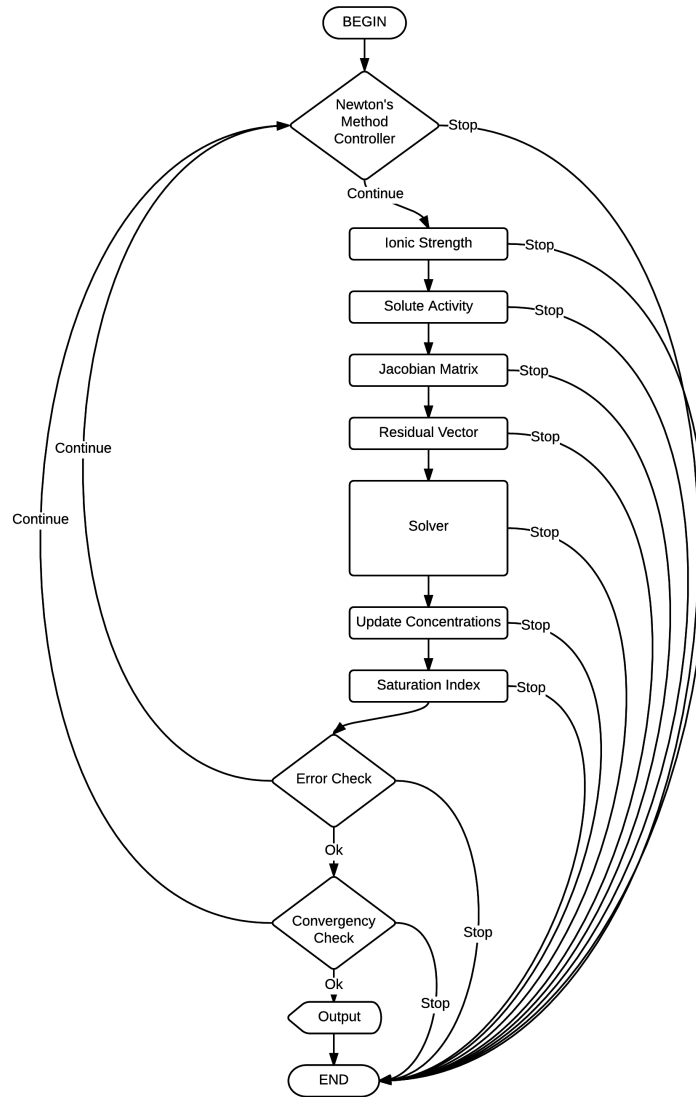 BEGIN
Newton's
Method
Controller
Stop
Continue
Ionic Strength
Stop
Solute Activity
Stop
Jacobian Matrix
Stop
Residual Vector
Stop
Continue
Continue
Solver
Stop
Update Concentrations
Stop
Saturation Index
Stop
Error Check
Ok
Stop
Convergency
Check
Ok
Stop
Output
END